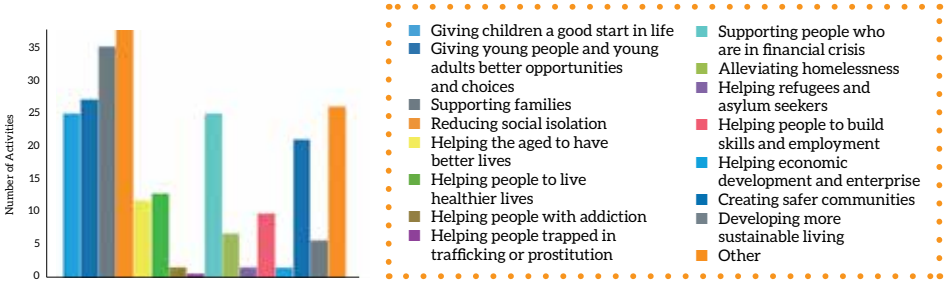 Number of Activities
35
30
25
20
15
10
5
0
Giving children a good start in life
Giving young people and young
adults better opportunities
and choices
Supporting families
Reducing social isolation
Helping the aged to have
better lives
Helping people to live
healthier lives
Helping people with addiction
Helping people trapped in
trafficking or prostitution
Supporting people who
are in financial crisis
Alleviating homelessness
Helping refugees and
asylum seekers
Helping people to build
skills and employment
Helping economic
development and enterprise
Creating safer communities
Developing more
sustainable living
Other